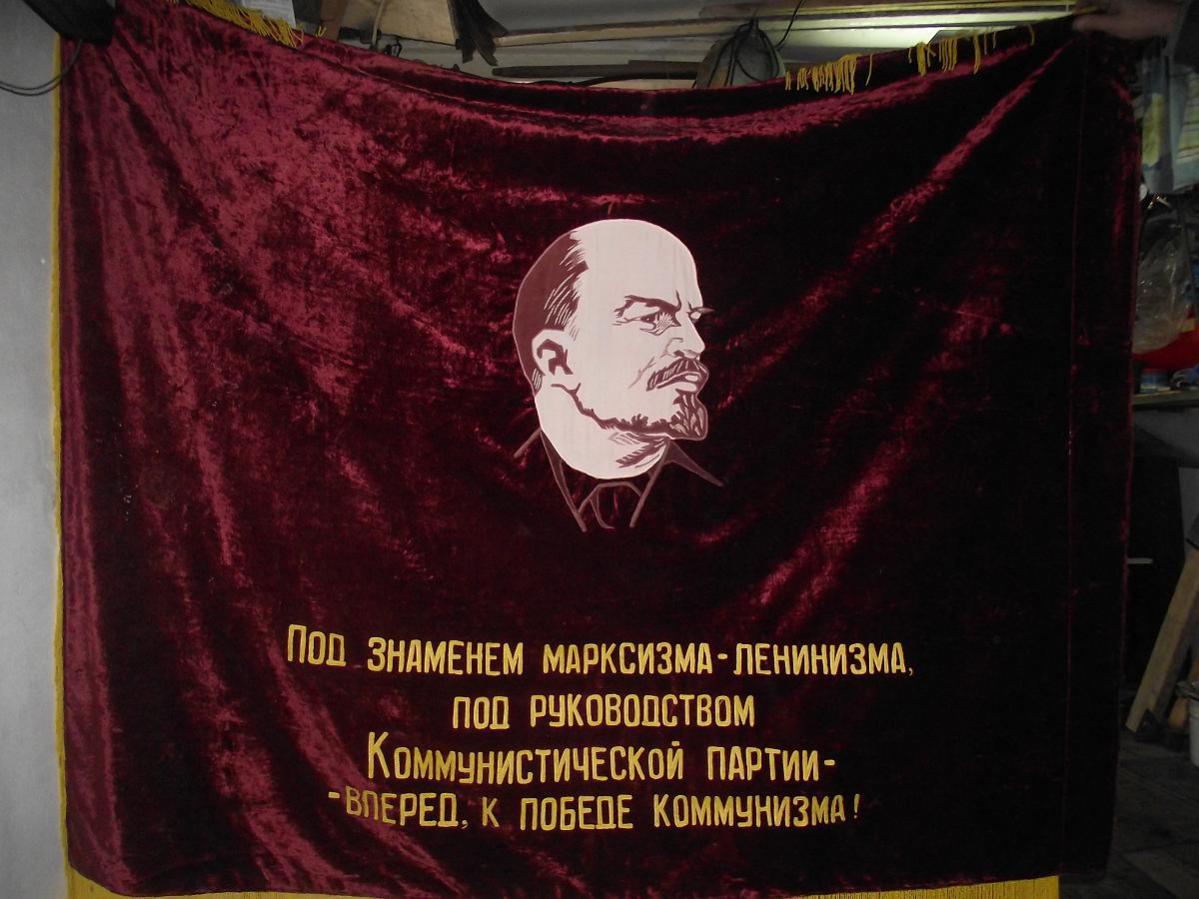 Под знаменем марксизма-ленинизма,
под руководством
Коммунистической партии-
-вперед, к победе коммунизма!